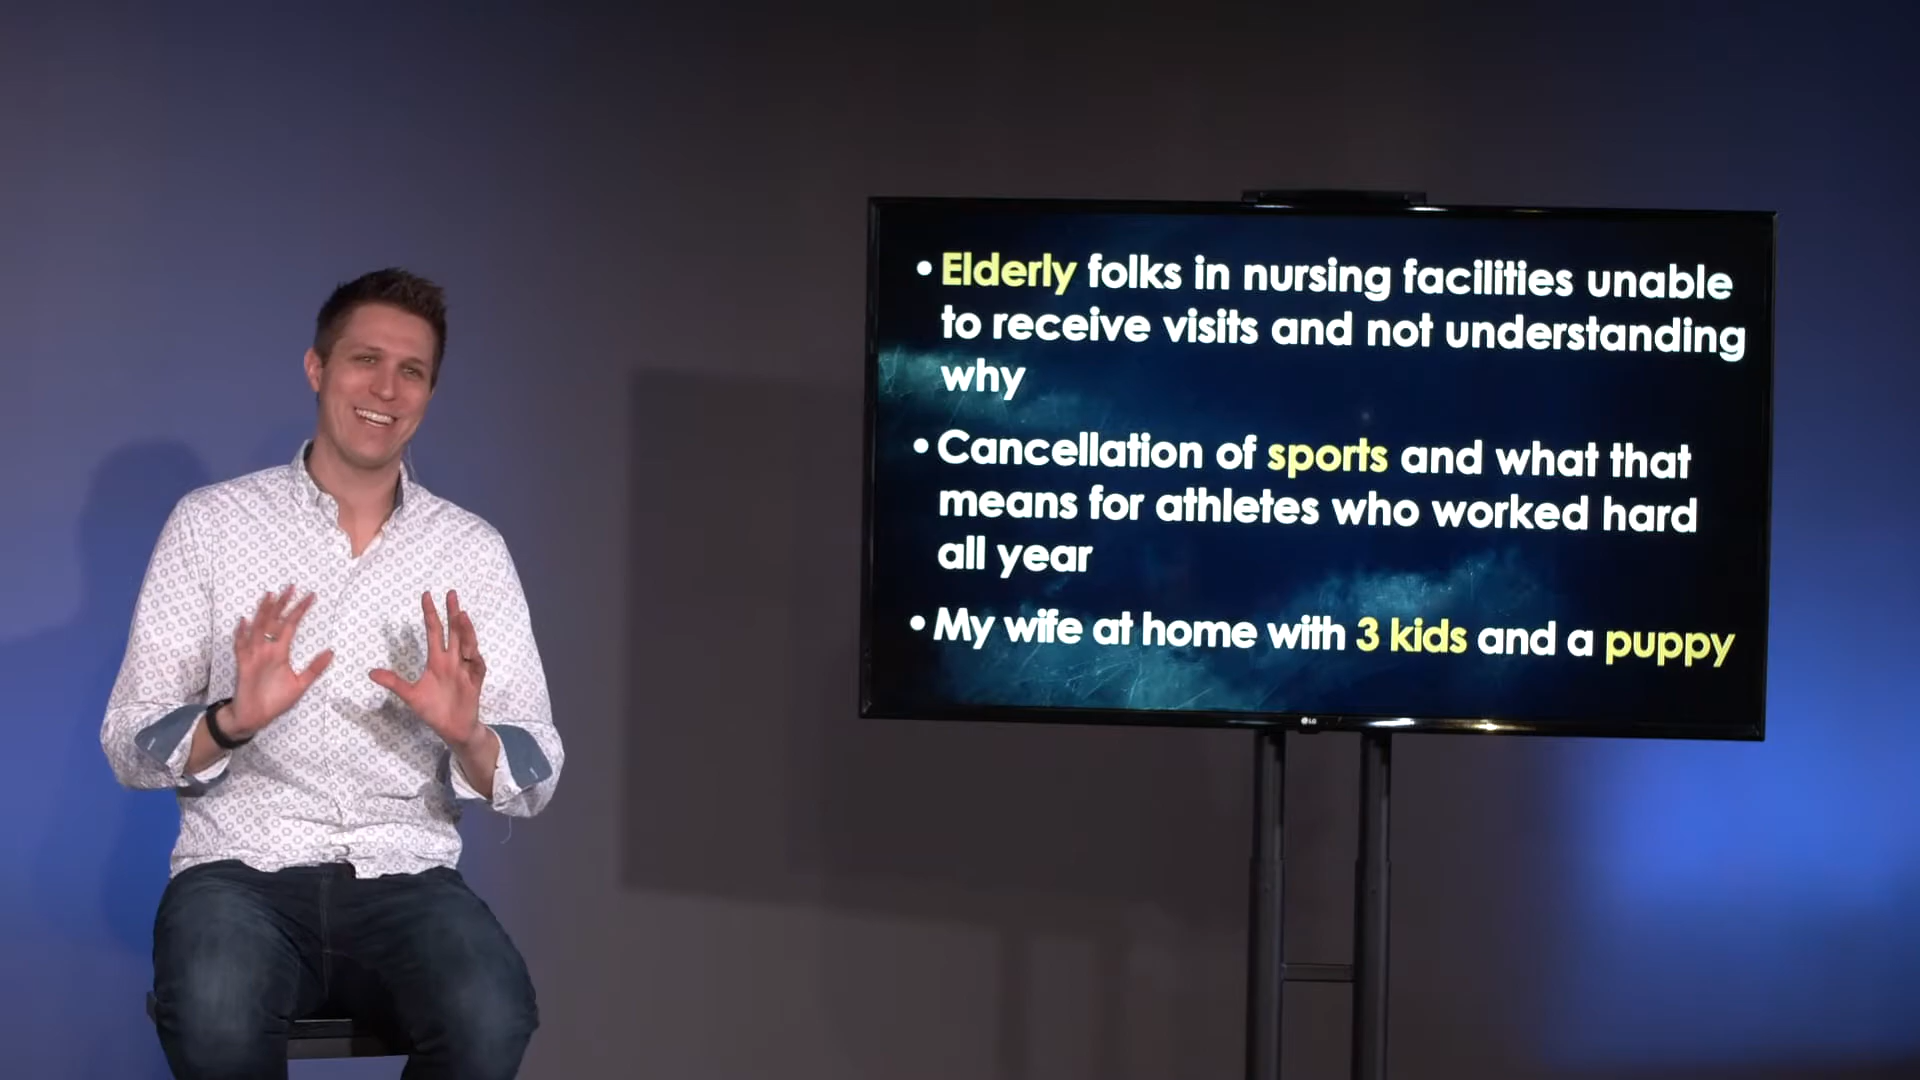 • Elderly folks in nursing facilities unable
to receive visits and not understanding
why
• Cancellation of sports and what that
means for athletes who worked hard
all year
• My wife at home with 3 kids and a puppy
LG